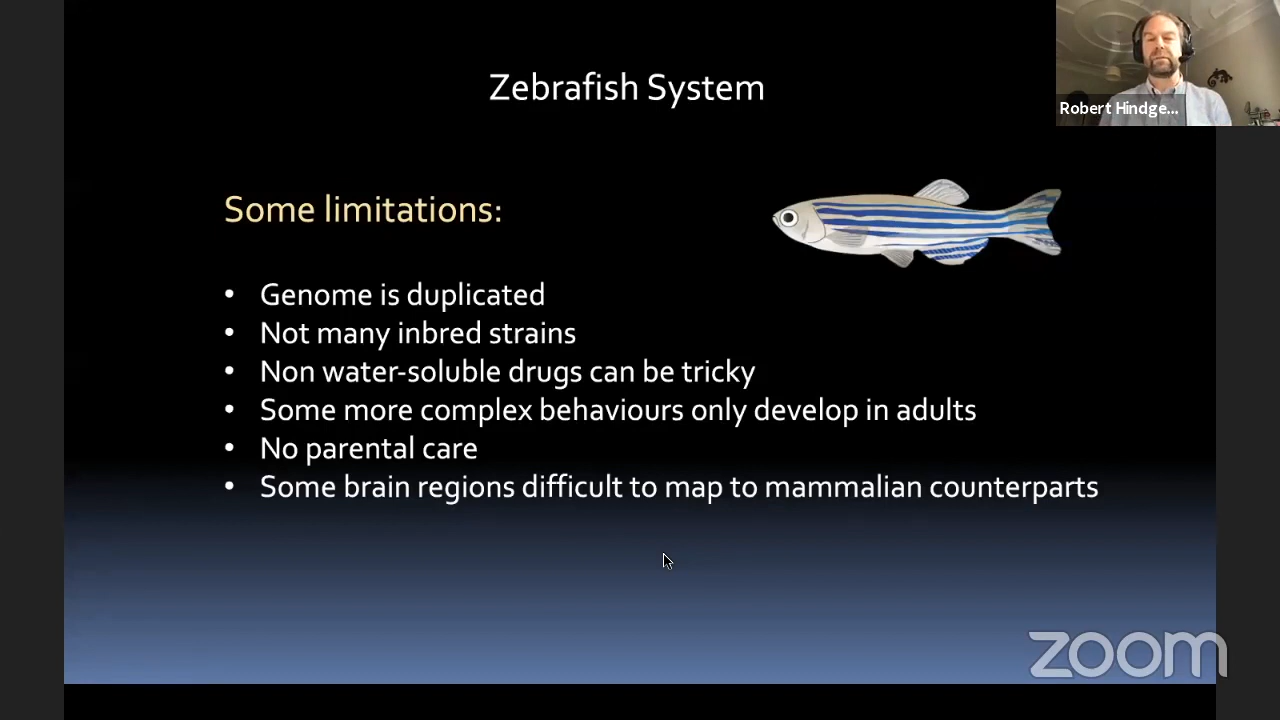 Zebrafish System
Robert Hindge...
Some limitations:
• Genome is duplicated
• Not many inbred strains
• Non water-soluble drugs can be tricky
• Some more complex behaviours only develop in adults
• No parental care
• Some brain regions difficult to map to mammalian counterparts
zoom